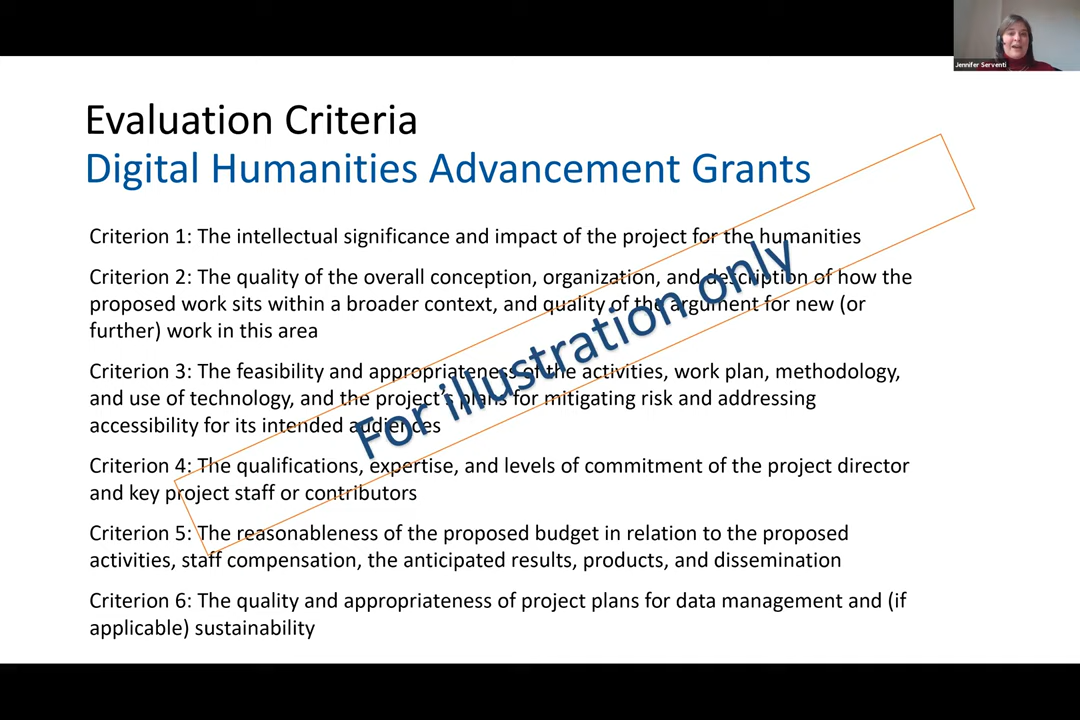 Jennifer Serventi
Evaluation Criteria
Digital Humanities Advancement Grants
Criterion 1: The intellectual significance and impact of the project for the humanities
Criterion 2: The quality of the overall conception, organization, and description of how the
proposed work sits within a broader context, and quality of the argument for new (or
further) work in this area
Criterion 3: The feasibility and appropriateness of the activities, work plan, methodology,
and use of technology, and the project's plans for mitigating risk and addressing
accessibility for its intended audiences
Criterion 4: The qualifications, expertise, and levels of commitment of the project director
and key project staff or contributors
Criterion 5: The reasonableness of the proposed budget in relation to the proposed
activities, staff compensation, the anticipated results, products, and dissemination
Criterion 6: The quality and appropriateness of project plans for data management and (if
applicable) sustainability
For illustration only